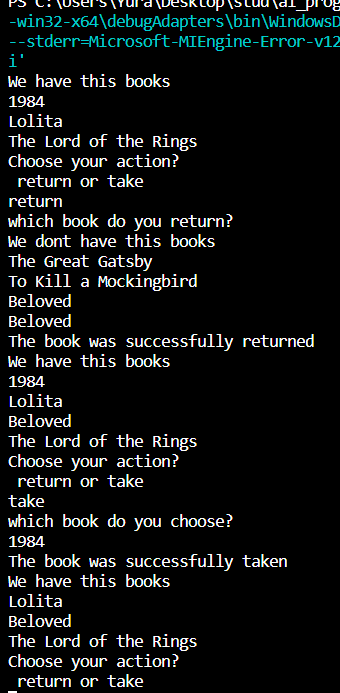 PS C:\Users\Yura\Desktop\stud\ai_prog
-win32-x64\debugAdapters\bin\WindowsD
--stderr=Microsoft-MIEngine-Error-v12
i'
We have this books
1984
Lolita
The Lord of the Rings
Choose your action?
 return or take
return
which book do you return?
We dont have this books
The Great Gatsby
To Kill a Mockingbird
Beloved
Beloved
The book was successfully returned
We have this books
1984
Lolita
Beloved
The Lord of the Rings
Choose your action?
 return or take
take
which book do you choose?
1984
The book was successfully taken
We have this books
Lolita
Beloved
The Lord of the Rings
Choose your action?
 return or take